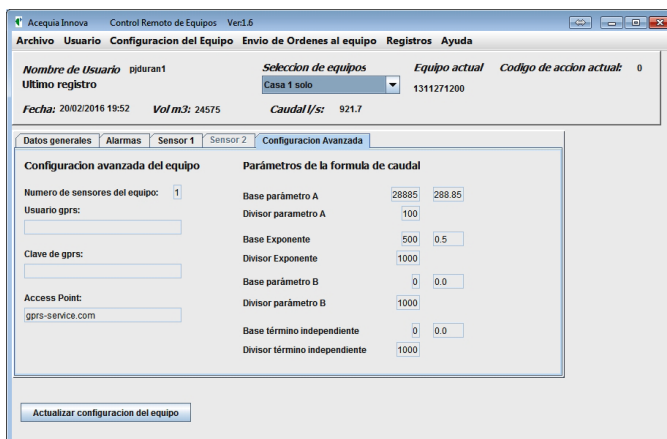 Acequia Innova Control Remoto de Equipos Ver:1.6
Archivo Usuario Configuracion del Equipo Envio de Ordenes al equipo Registros Ayuda
Nombre de Usuario pjduran1 Seleccion de equipos Equipo actual Codigo de accion actual: 0
Ultimo registro Casa 1 solo 1311271200
Fecha: 20/02/2016 19:52 Vol m3: 24575 Caudal l/s: 921.7
Datos generales Alarmas Sensor 1 Sensor 2 Configuracion Avanzada
Configuracion avanzada del equipo Parámetros de la formula de caudal
Numero de sensores del equipo: 1 Base parámetro A 28885 288.85
Usuario gprs: Divisor parametro A 100
Base Exponente 500 0.5
Clave de gprs: Divisor Exponente 1000
Base parámetro B 0 0.0
Access Point: Divisor parámetro B 1000
gprs-service.com
Base término independiente 0 0.0
Divisor término independiente 1000
Actualizar configuracion del equipo